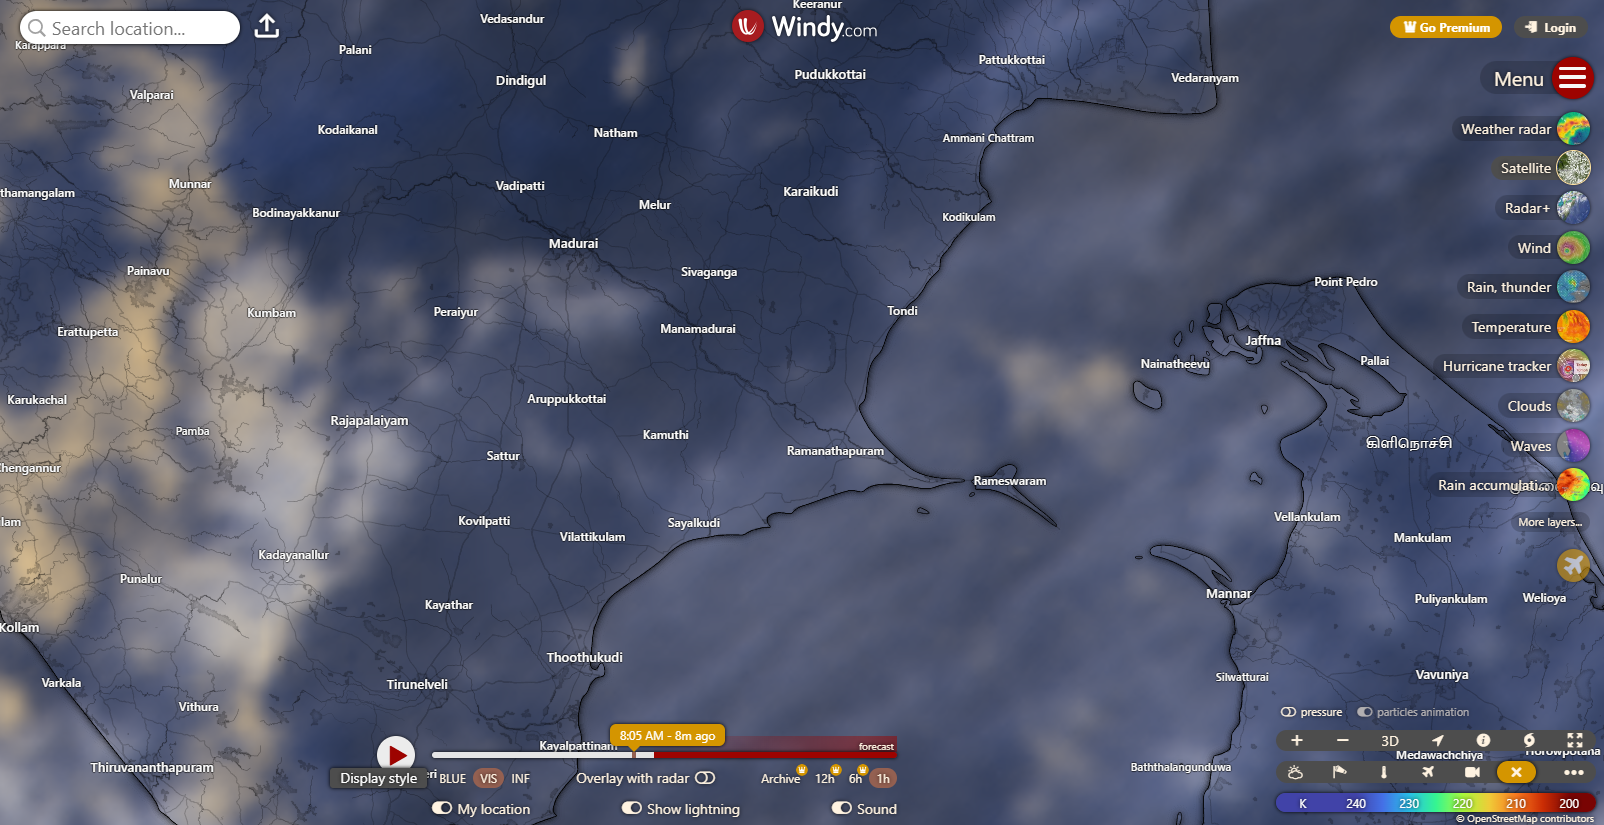 Search location...
Windy.com
Go Premium
Login
Menu
Weather radar
Satellite
Radar+
Wind
Rain, thunder
Temperature
Hurricane tracker
Clouds
Waves
Rain accumulati
More layers...
Keeranur
Vedasandur
Karappara
Palani
Dindigul
Pudukkottai
Pattukkottai
Vedaranyam
Valparai
Kodaikanal
Natham
Ammani Chattram
thamangalam
Munnar
Bodinayakkanur
Vadipatti
Melur
Karaikudi
Kodikulam
Madurai
Painavu
Sivaganga
Point Pedro
Kumbam
Peraiyur
Tondi
Erattupetta
Manamadurai
Jaffna
Nainatheevu
Pallai
Karukachal
Aruppukkottai
Rajapalaiyam
Pamba
Kamuthi
கிளிநொச்சி
Ramanathapuram
Sattur
Chengannur
Rameswaram
lam
Kovilpatti
Sayalkudi
Vellankulam
Vilattikulam
Mankulam
Kadayanallur
Punalur
Kayathar
Mannar
Puliyankulam
Welioya
Kollam
Thoothukudi
Varkala
Tirunelveli
Silwatturai
Vavuniya
Vithura
Kayalpattinam
Thiruvananthapuram
Baththalangunduwa
Medawachchiya
Horowpotana
8:05 AM - 8m ago
forecast
Display style
eri
BLUE
VIS
INF
Overlay with radar
Archive
12h
6h
1h
My location
Show lightning
Sound
pressure
particles animation
3D
K 240 230 220 210 200
© OpenStreetMap contributors